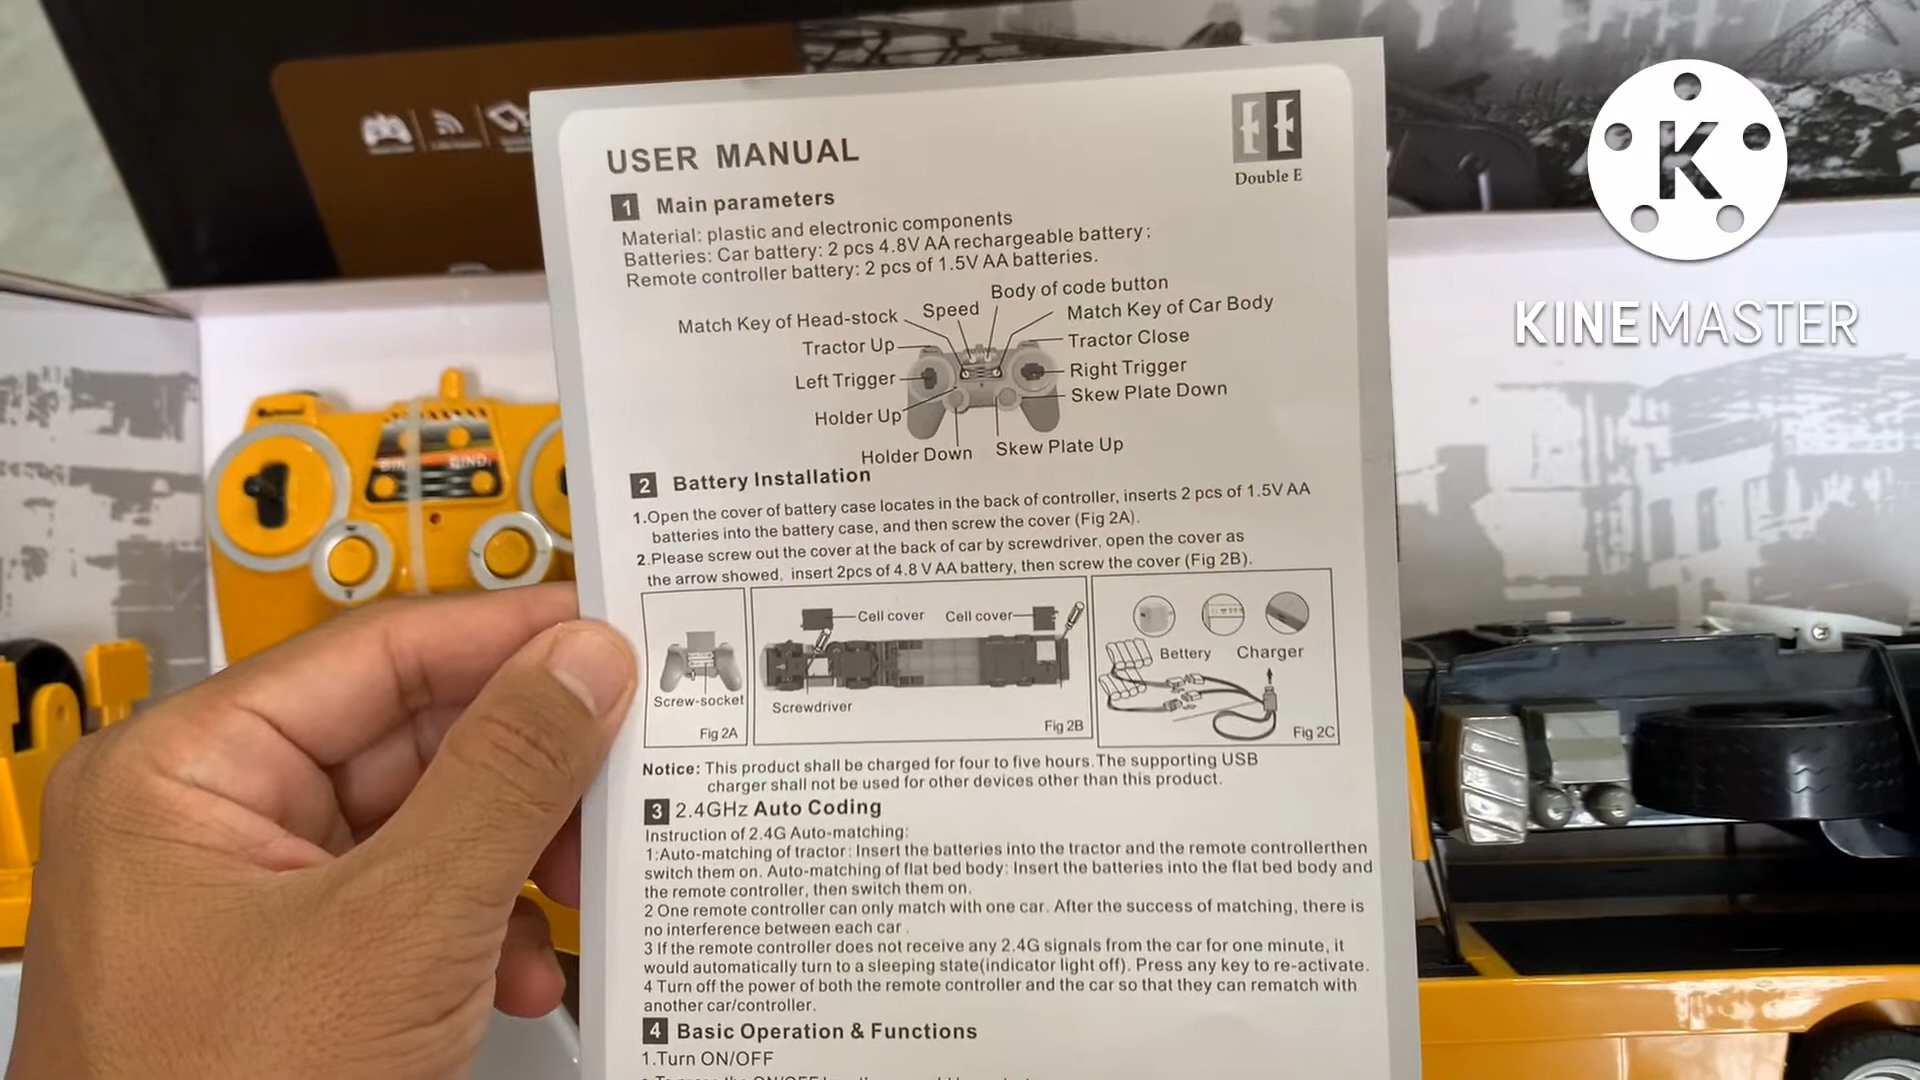 KINEMASTER
USER MANUAL
Double E
1 Main parameters
Material: plastic and electronic components
Batteries: Car battery: 2 pcs 4.8V AA rechargeable battery;
Remote controller battery: 2 pcs of 1.5V AA batteries.
Body of code button
Match Key of Head-stock
Speed
Match Key of Car Body
Tractor Up
Tractor Close
Left Trigger
Right Trigger
Holder Up
Skew Plate Down
Holder Down
Skew Plate Up
2 Battery Installation
1.Open the cover of battery case locates in the back of controller, inserts 2 pcs of 1.5V AA
batteries into the battery case, and then screw the cover (Fig 2A).
2.Please screw out the cover at the back of car by screwdriver, open the cover as
the arrow showed, insert 2pcs of 4.8 V AA battery, then screw the cover (Fig 2B).
Cell cover
Cell cover
Bettery
Charger
Screw-socket
Screwdriver
Fig 2A
Fig 2B
Fig 2C
Notice: This product shall be charged for four to five hours.The supporting USB
charger shall not be used for other devices other than this product.
3 2.4GHz Auto Coding
Instruction of 2.4G Auto-matching:
1:Auto-matching of tractor: Insert the batteries into the tractor and the remote controllerthen
switch them on. Auto-matching of flat bed body: Insert the batteries into the flat bed body and
the remote controller, then switch them on.
2 One remote controller can only match with one car. After the success of matching, there is
no interference between each car .
3 If the remote controller does not receive any 2.4G signals from the car for one minute, it
would automatically turn to a sleeping state(indicator light off). Press any key to re-activate.
4 Turn off the power of both the remote controller and the car so that they can rematch with
another car/controller.
4 Basic Operation & Functions
1.Turn ON/OFF